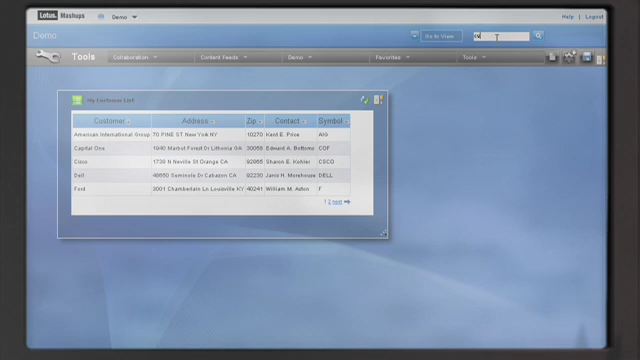 Lotus. Mashups Demo Help | Logout
Demo Go to View
Tools Collaboration Content Feeds Demo Favorites Tools
My Customer List
Customer Address Zip Contact Symbol
American International Group 70 PINE ST New York NY 10270 Kent E. Price AIG
Capital One 1940 Market Forest Dr Lithonia GA 30058 Edward A. Bottoms COF
Cisco 1739 N Neville St Orange CA 92865 Sharon E. Kohler CSCO
Dell 48650 Seminole Dr Cabazon CA 92230 Janis H. Morehouse DELL
Ford 3001 Chamberlain Ln Louisville KY 40241 William M. Aston F
1 2 next